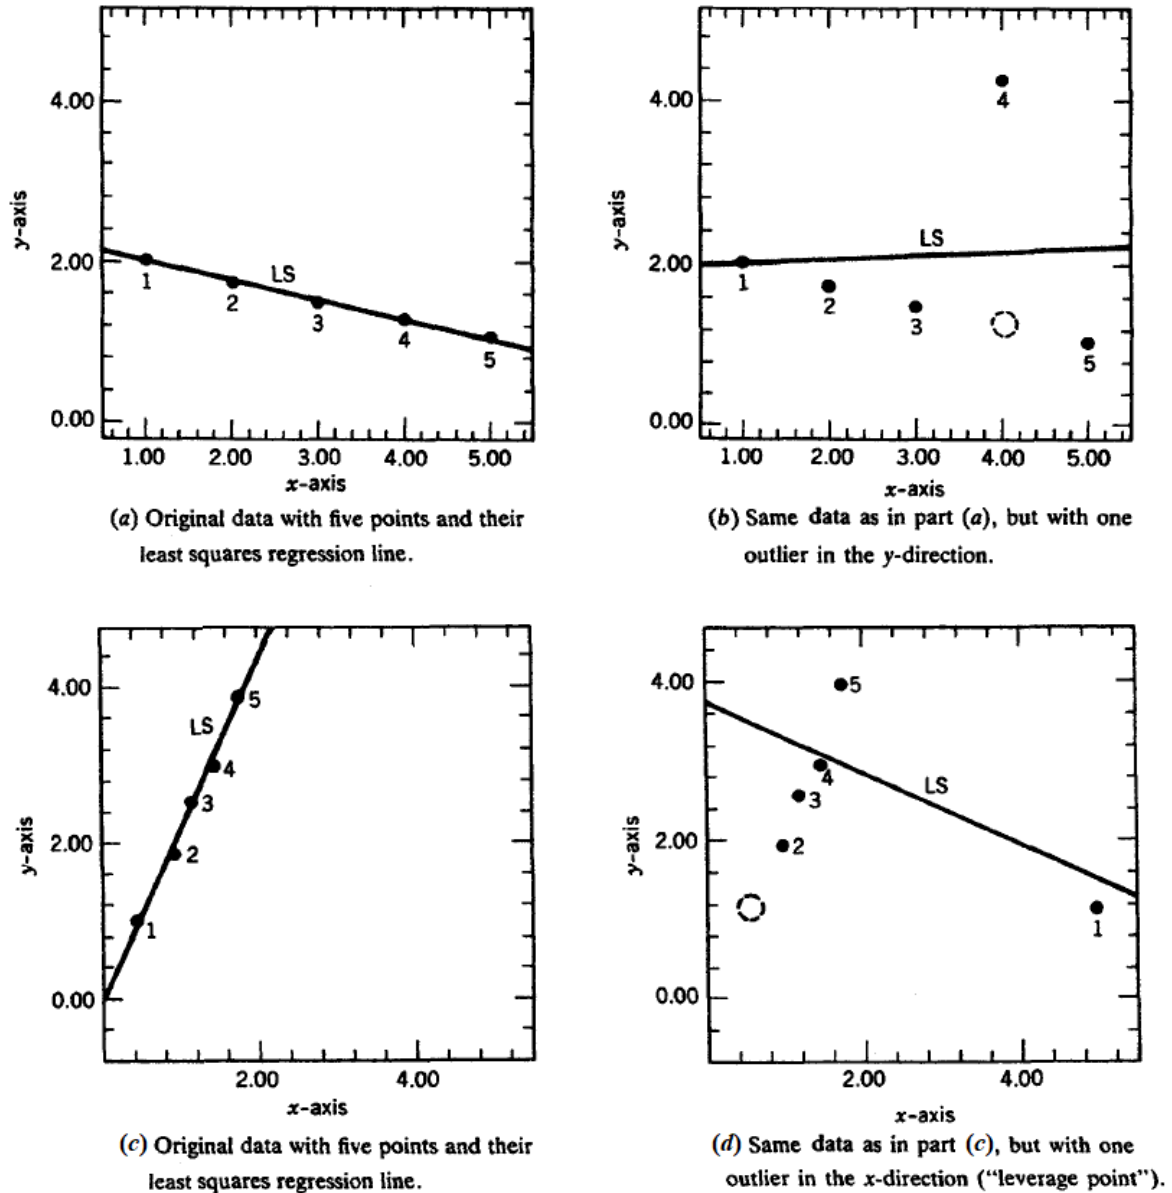 4.00
2.00
0.00
y-axis
LS
1
2
3
4
5
1.00 2.00 3.00 4.00 5.00
x-axis
(a) Original data with five points and their
least squares regression line.
4.00
2.00
0.00
y-axis
4
LS
1
2
3
5
1.00 2.00 3.00 4.00 5.00
x-axis
(b) Same data as in part (a), but with one
outlier in the y-direction.
4.00
2.00
0.00
y-axis
5
LS
4
3
2
1
2.00 4.00
x-axis
(c) Original data with five points and their
least squares regression line.
4.00
2.00
0.00
y-axis
5
4
LS
3
2
1
2.00 4.00
x-axis
(d) Same data as in part (c), but with one
outlier in the x-direction ("leverage point").